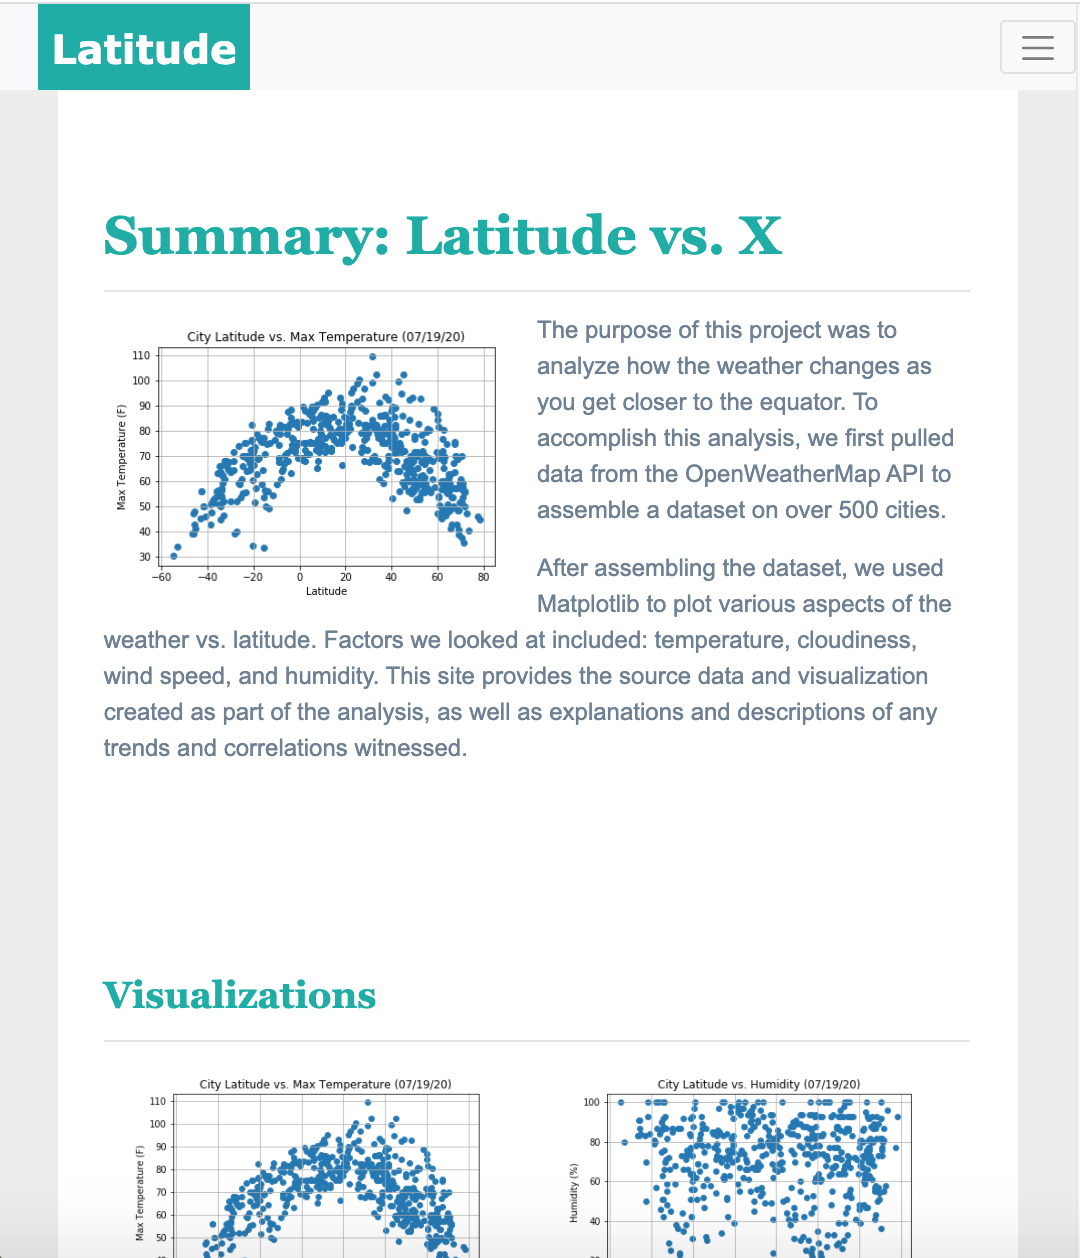 Latitude
Summary: Latitude vs. X
City Latitude vs. Max Temperature (07/19/20)
110
100
90
80
70
60
50
40
30
Max Temperature (F)
−60 −40 −20 0 20 40 60 80
Latitude
The purpose of this project was to
analyze how the weather changes as
you get closer to the equator. To
accomplish this analysis, we first pulled
data from the OpenWeatherMap API to
assemble a dataset on over 500 cities.
After assembling the dataset, we used
Matplotlib to plot various aspects of the
weather vs. latitude. Factors we looked at included: temperature, cloudiness,
wind speed, and humidity. This site provides the source data and visualization
created as part of the analysis, as well as explanations and descriptions of any
trends and correlations witnessed.
Visualizations
City Latitude vs. Max Temperature (07/19/20)
110
100
90
80
70
60
50
Max Temperature (F)
City Latitude vs. Humidity (07/19/20)
100
80
60
40
Humidity (%)